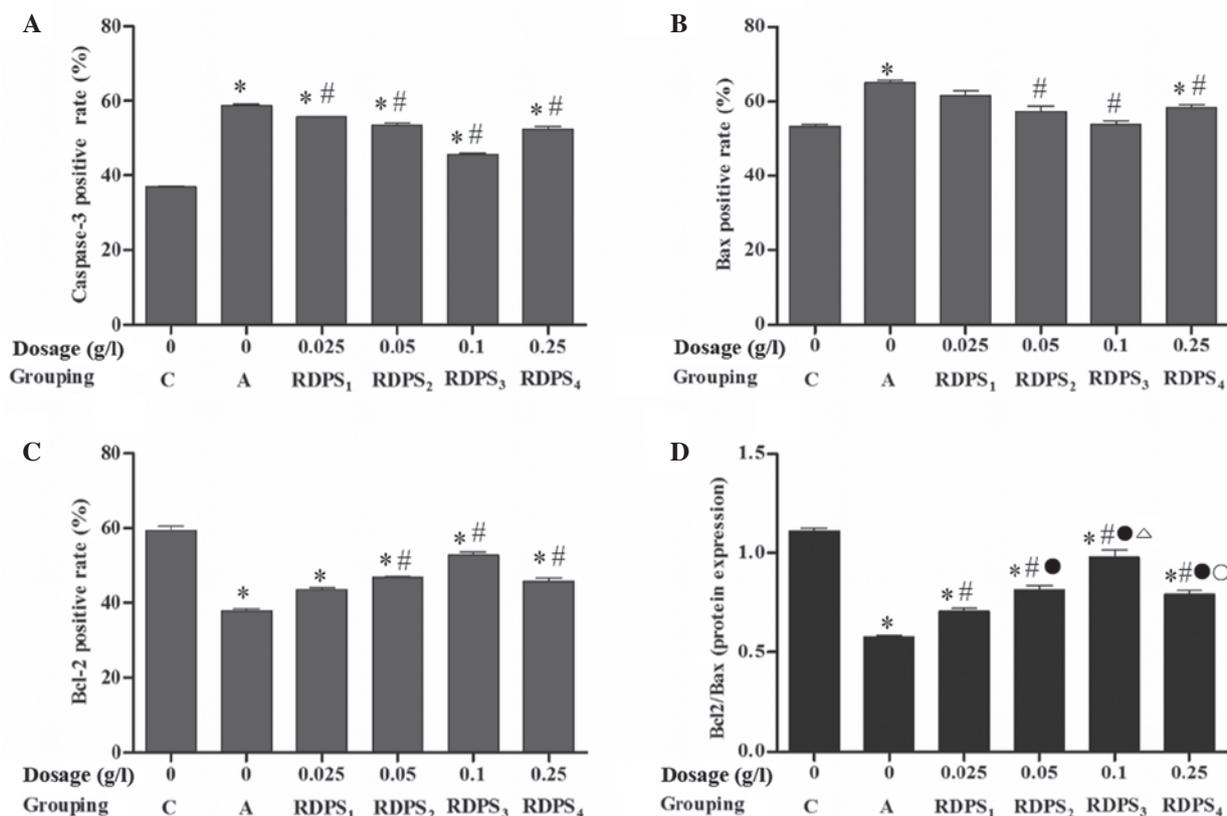 A
Caspase-3 positive rate (%)
80
60
40
20
0
* * # * # * # * #
Dosage (g/l) 0 0 0.025 0.05 0.1 0.25
Grouping C A RDPS₁ RDPS₂ RDPS₃ RDPS₄
B
Bax positive rate (%)
80
60
40
20
0
* # # * #
Dosage (g/l) 0 0 0.025 0.05 0.1 0.25
Grouping C A RDPS₁ RDPS₂ RDPS₃ RDPS₄
C
Bcl-2 positive rate (%)
80
60
40
20
0
* * * # * # * #
Dosage (g/l) 0 0 0.025 0.05 0.1 0.25
Grouping C A RDPS₁ RDPS₂ RDPS₃ RDPS₄
D
Bcl2/Bax (protein expression)
1.5
1.0
0.5
0.0
* * # * # ● * # ● △ * # ● ○
Dosage (g/l) 0 0 0.025 0.05 0.1 0.25
Grouping C A RDPS₁ RDPS₂ RDPS₃ RDPS₄